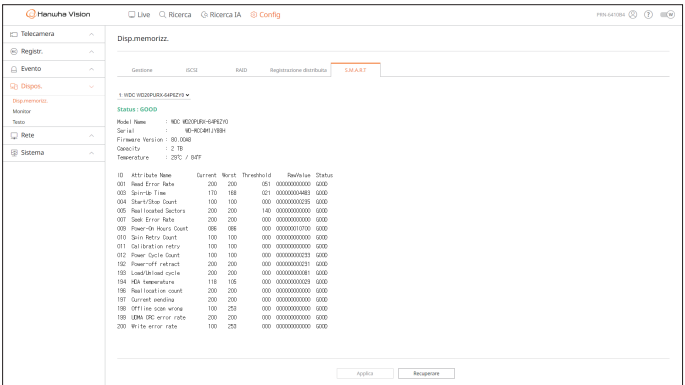 Hanwha Vision
Live
Ricerca
Ricerca IA
Config
PRN-6410B4
Telecamera
Registr.
Evento
Dispos.
Disp.memorizz.
Monitor
Testo
Rete
Sistema
Disp.memorizz.
Gestione
iSCSI
RAID
Registrazione distribuita
S.M.A.R.T
1: WDC WD20PURX-64P6ZY0
Status : GOOD
Model Name : WDC WD20PURX-64P6ZY0
Serial : WD-WCC4M1JYB8H
Firmware Version : 80.00A8
Capacity : 2 TB
Temperature : 29℃ / 84℉
ID Attribute Name Current Worst Threshhold RawValue Status
001 Read Error Rate 200 200 051 000000000000 GOOD
003 Spin-Up Time 170 168 021 000000004483 GOOD
004 Start/Stop Count 100 100 000 000000000235 GOOD
005 Reallocated Sectors 200 200 140 000000000000 GOOD
007 Seek Error Rate 200 200 000 000000000000 GOOD
009 Power-On Hours Count 086 086 000 000000010700 GOOD
010 Spin Retry Count 100 100 000 000000000000 GOOD
011 Calibration retry 100 100 000 000000000000 GOOD
012 Power Cycle Count 100 100 000 000000000233 GOOD
192 Power-off retract 200 200 000 000000000231 GOOD
193 Load/Unload cycle 200 200 000 000000000081 GOOD
194 HDA temperature 118 105 000 000000000029 GOOD
196 Reallocation count 200 200 000 000000000000 GOOD
197 Current pending 200 200 000 000000000000 GOOD
198 Offline scan wrong 100 253 000 000000000000 GOOD
199 UDMA CRC error rate 200 200 000 000000000000 GOOD
200 Write error rate 100 253 000 000000000000 GOOD
Applica
Recuperare